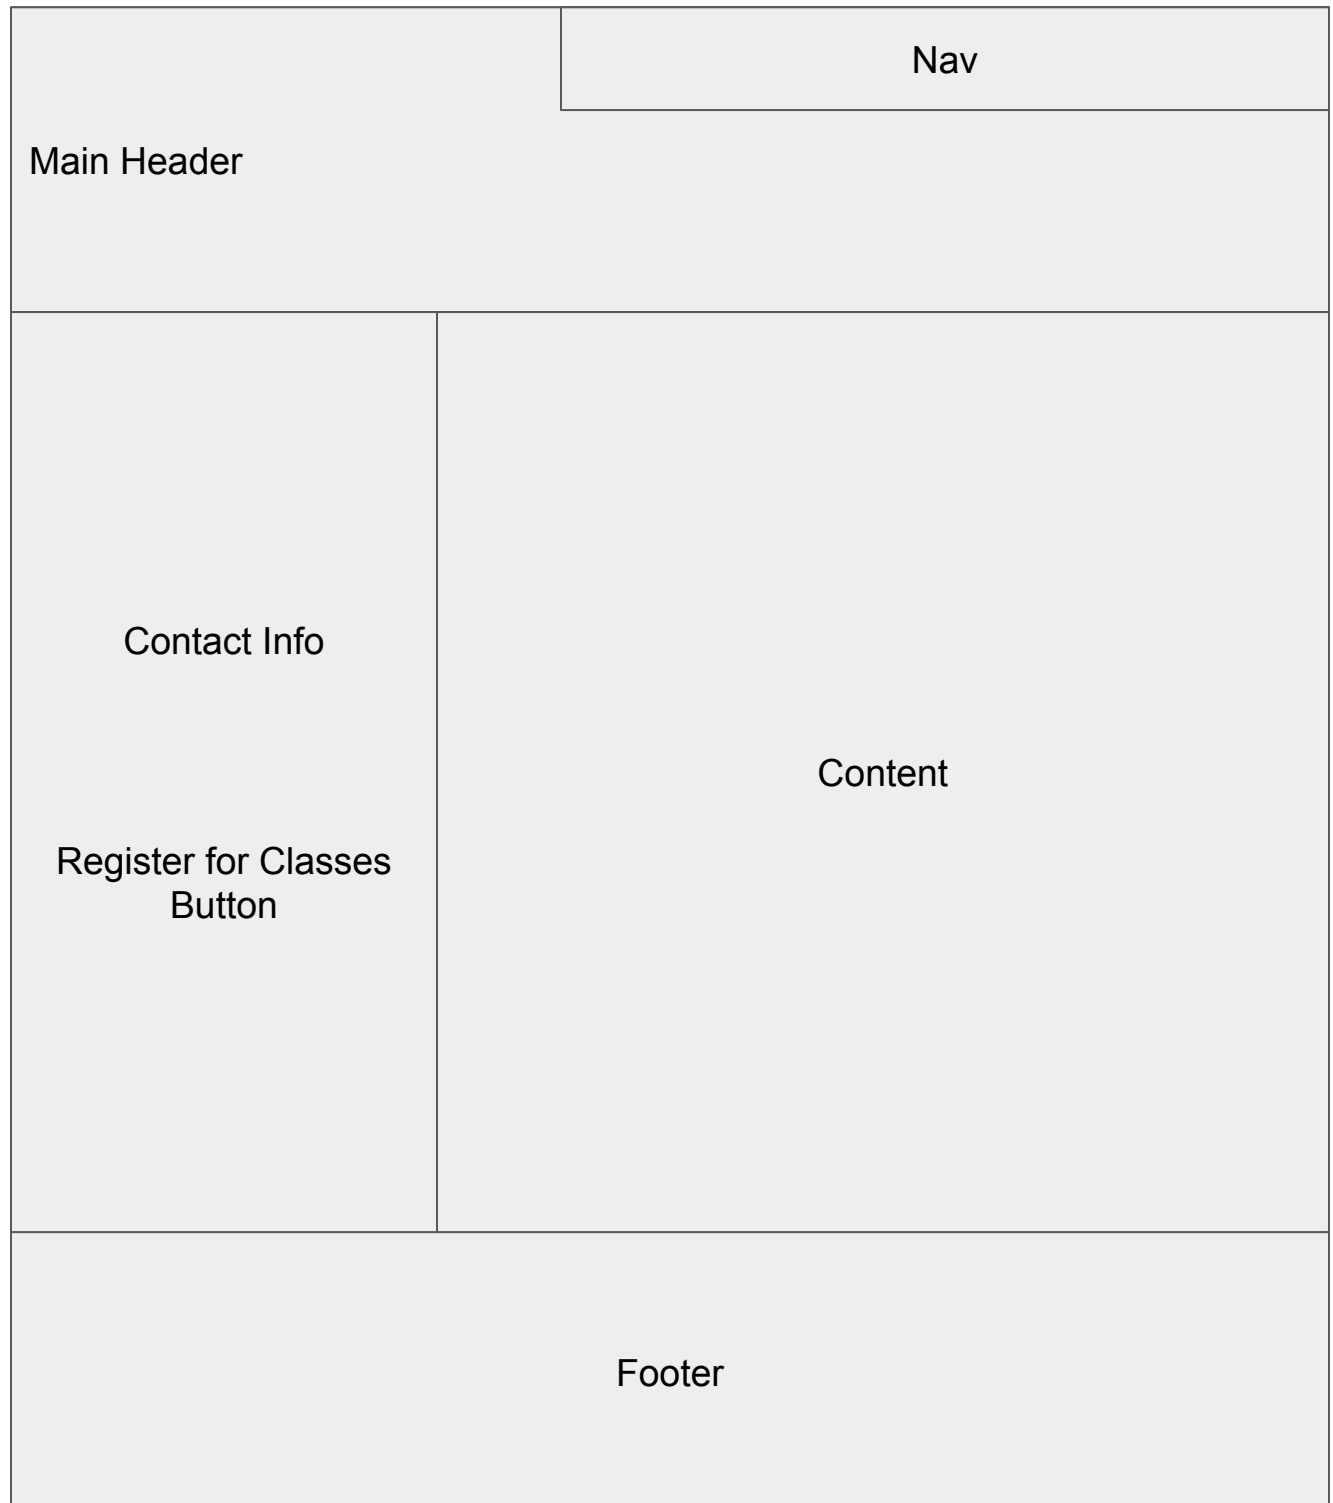 Nav
Main Header
Contact Info
Register for Classes
Button
Content
Footer